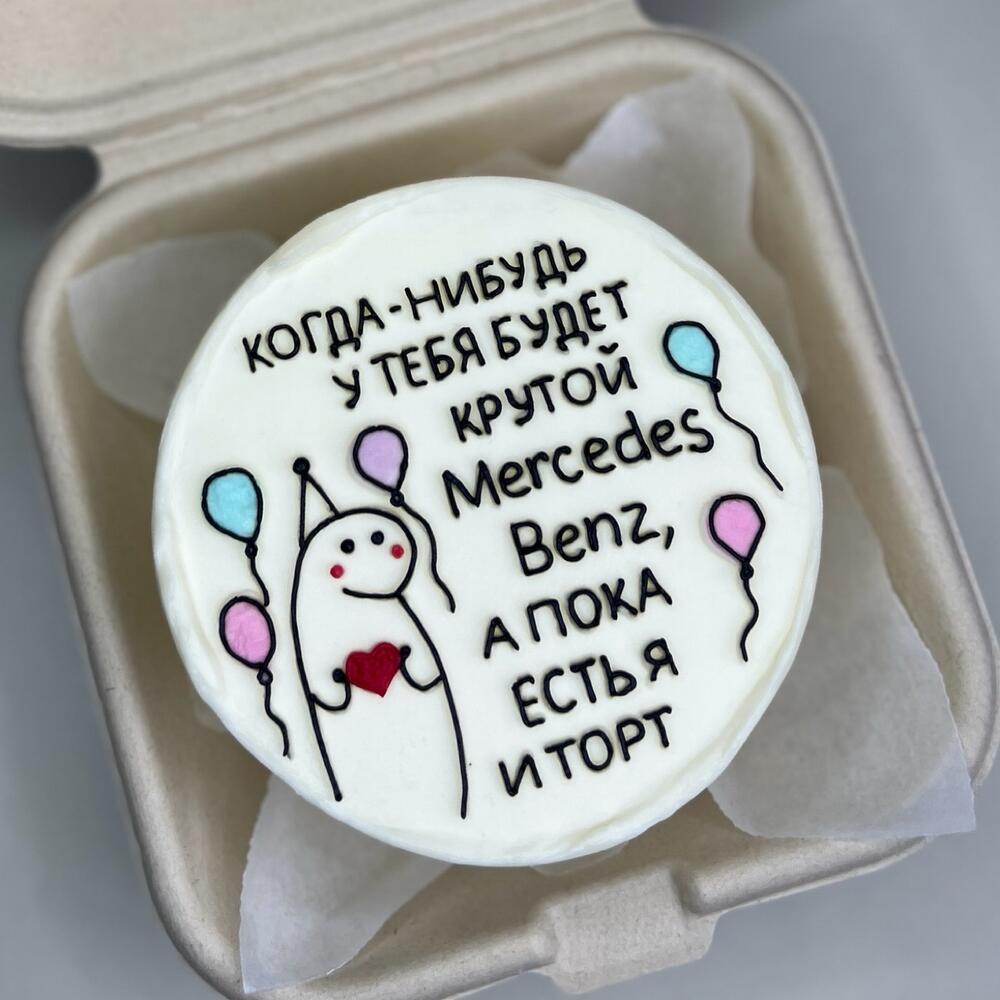 КОГДА-НИБУДЬ
У ТЕБЯ БУДЕТ
КРУТОЙ
Mercedes
Benz,
А ПОКА
ЕСТЬ Я
И ТОРТ